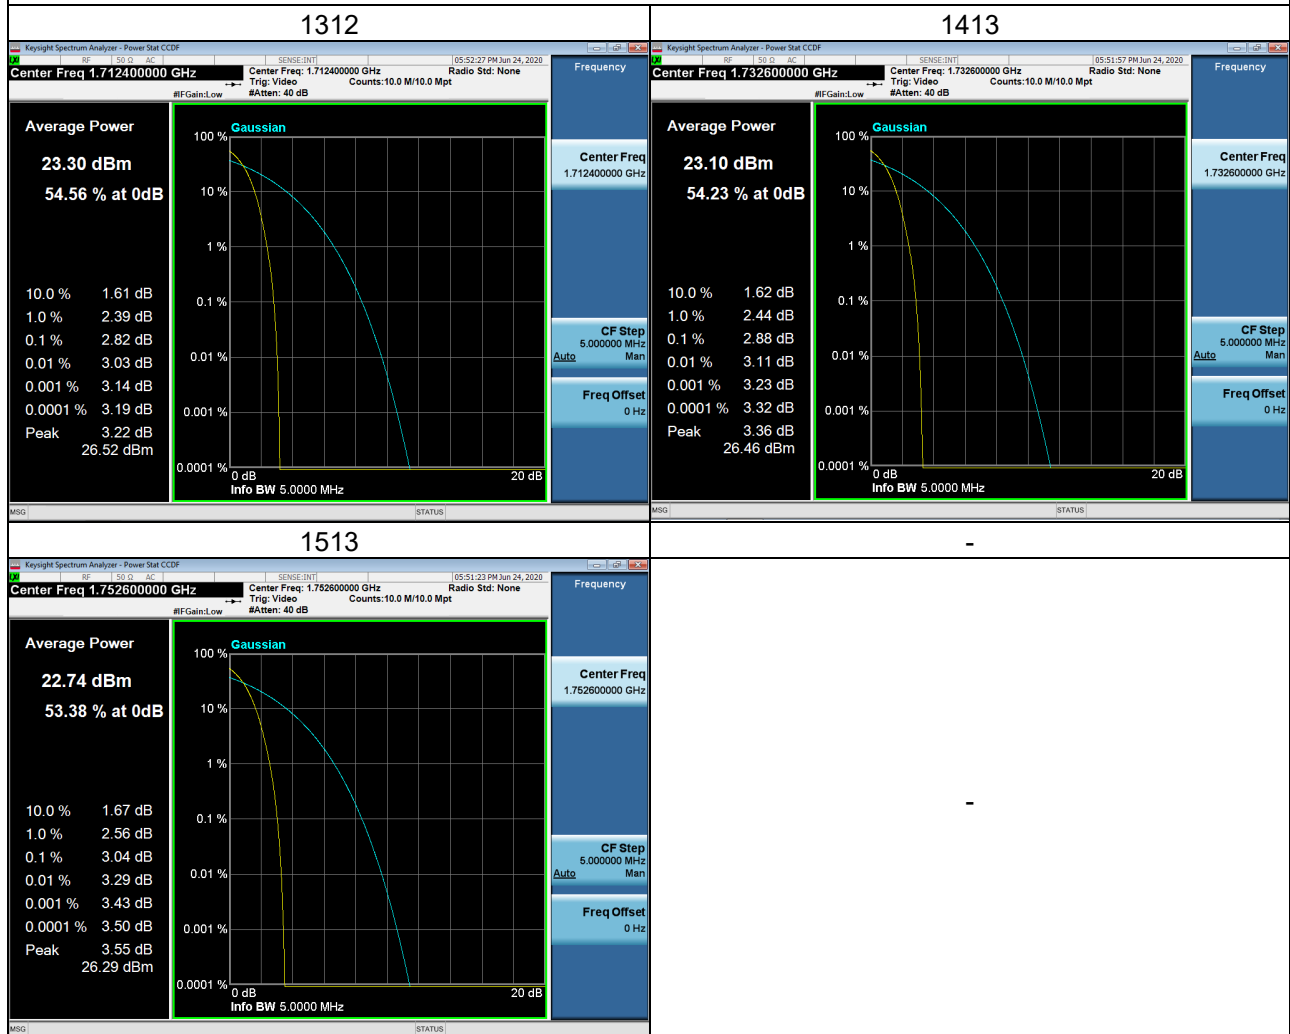 1312
1413
Keysight Spectrum Analyzer - Power Stat CCDF
LXI RF 50 Ω AC SENSE:INT 05:52:27 PM Jun 24, 2020
Center Freq 1.712400000 GHz
Center Freq: 1.712400000 GHz Radio Std: None
Trig: Video Counts:10.0 M/10.0 Mpt
#IFGain:Low #Atten: 40 dB
Frequency
Average Power
23.30 dBm
54.56 % at 0dB
10.0 % 1.61 dB
1.0 % 2.39 dB
0.1 % 2.82 dB
0.01 % 3.03 dB
0.001 % 3.14 dB
0.0001 % 3.19 dB
Peak 3.22 dB
26.52 dBm
Gaussian
100 %
10 %
1 %
0.1 %
0.01 %
0.001 %
0.0001 %
0 dB 20 dB
Info BW 5.0000 MHz
Center Freq
1.712400000 GHz
CF Step
5.000000 MHz
Auto Man
Freq Offset
0 Hz
MSG STATUS
Keysight Spectrum Analyzer - Power Stat CCDF
LXI RF 50 Ω AC SENSE:INT 05:51:57 PM Jun 24, 2020
Center Freq 1.732600000 GHz
Center Freq: 1.732600000 GHz Radio Std: None
Trig: Video Counts:10.0 M/10.0 Mpt
#IFGain:Low #Atten: 40 dB
Frequency
Average Power
23.10 dBm
54.23 % at 0dB
10.0 % 1.62 dB
1.0 % 2.44 dB
0.1 % 2.88 dB
0.01 % 3.11 dB
0.001 % 3.23 dB
0.0001 % 3.32 dB
Peak 3.36 dB
26.46 dBm
Gaussian
100 %
10 %
1 %
0.1 %
0.01 %
0.001 %
0.0001 %
0 dB 20 dB
Info BW 5.0000 MHz
Center Freq
1.732600000 GHz
CF Step
5.000000 MHz
Auto Man
Freq Offset
0 Hz
MSG STATUS
1513
-
Keysight Spectrum Analyzer - Power Stat CCDF
LXI RF 50 Ω AC SENSE:INT 05:51:23 PM Jun 24, 2020
Center Freq 1.752600000 GHz
Center Freq: 1.752600000 GHz Radio Std: None
Trig: Video Counts:10.0 M/10.0 Mpt
#IFGain:Low #Atten: 40 dB
Frequency
Average Power
22.74 dBm
53.38 % at 0dB
10.0 % 1.67 dB
1.0 % 2.56 dB
0.1 % 3.04 dB
0.01 % 3.29 dB
0.001 % 3.43 dB
0.0001 % 3.50 dB
Peak 3.55 dB
26.29 dBm
Gaussian
100 %
10 %
1 %
0.1 %
0.01 %
0.001 %
0.0001 %
0 dB 20 dB
Info BW 5.0000 MHz
Center Freq
1.752600000 GHz
CF Step
5.000000 MHz
Auto Man
Freq Offset
0 Hz
MSG STATUS
-